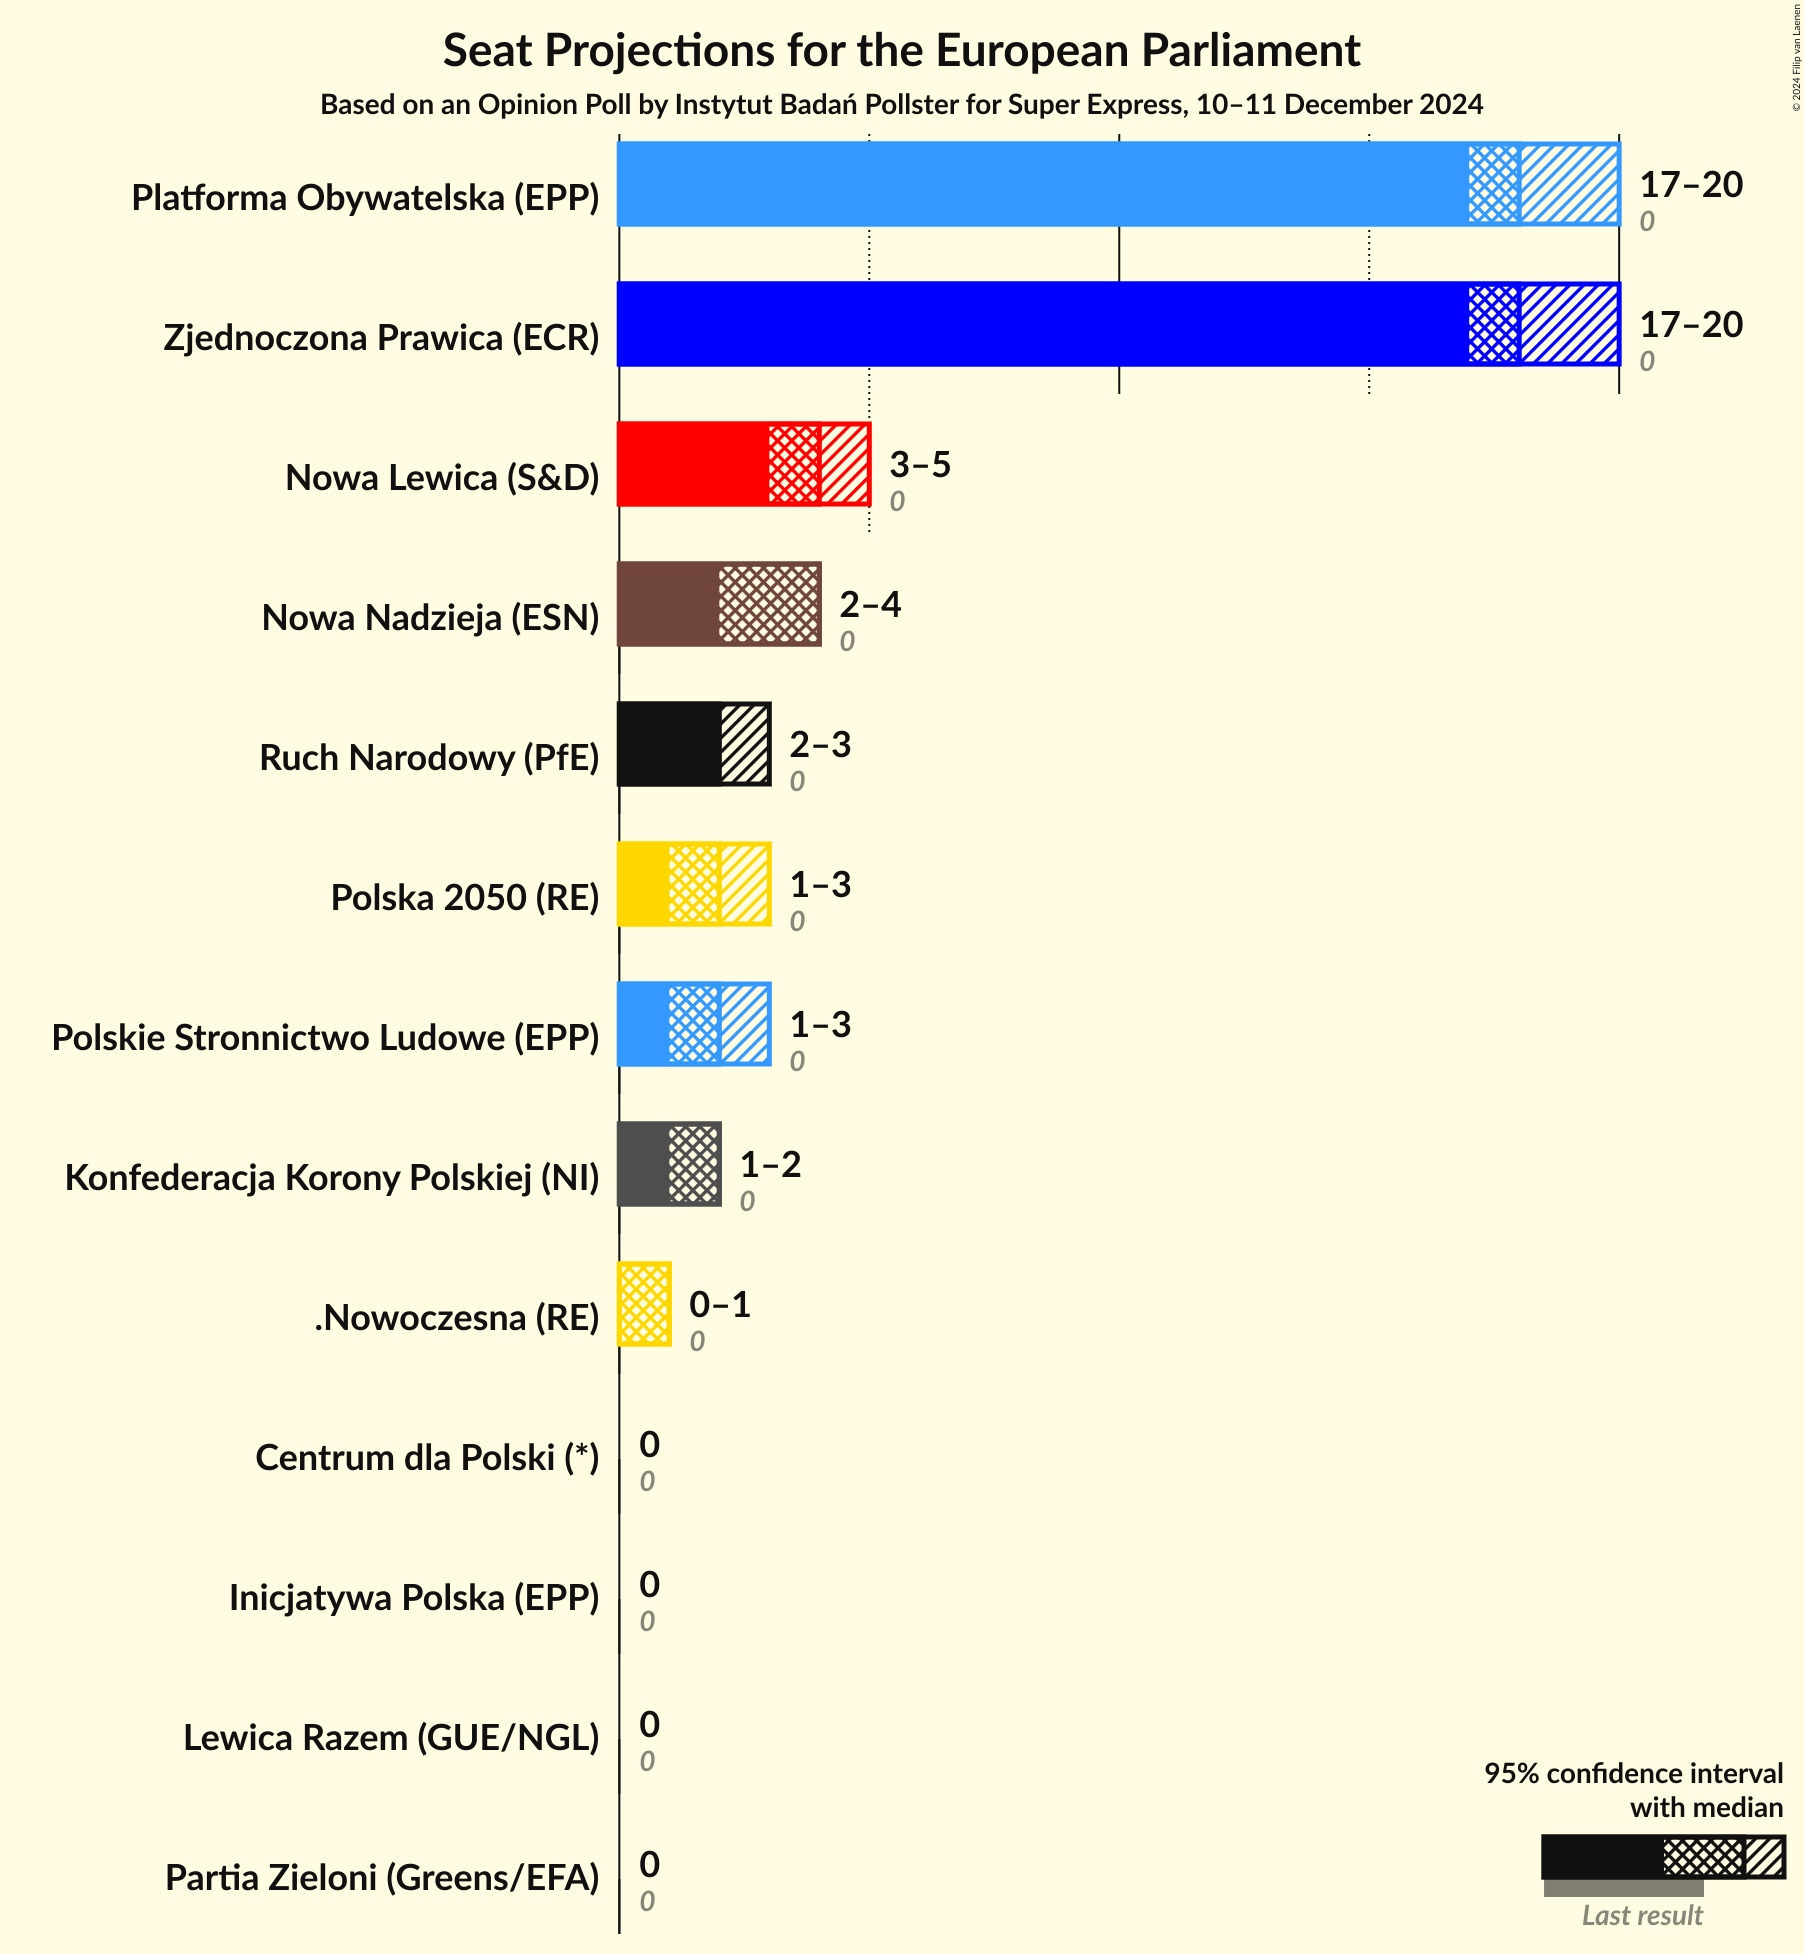 Seat Projections for the European Parliament
Based on an Opinion Poll by Instytut Badań Pollster for Super Express, 10–11 December 2024
© 2024 Filip van Laenen
Platforma Obywatelska (EPP)
17–20
0
Zjednoczona Prawica (ECR)
17–20
0
Nowa Lewica (S&D)
3–5
0
Nowa Nadzieja (ESN)
2–4
0
Ruch Narodowy (PfE)
2–3
0
Polska 2050 (RE)
1–3
0
Polskie Stronnictwo Ludowe (EPP)
1–3
0
Konfederacja Korony Polskiej (NI)
1–2
0
.Nowoczesna (RE)
0–1
0
Centrum dla Polski (*)
0
0
Inicjatywa Polska (EPP)
0
0
Lewica Razem (GUE/NGL)
0
0
Partia Zieloni (Greens/EFA)
0
0
95% confidence interval
with median
Last result